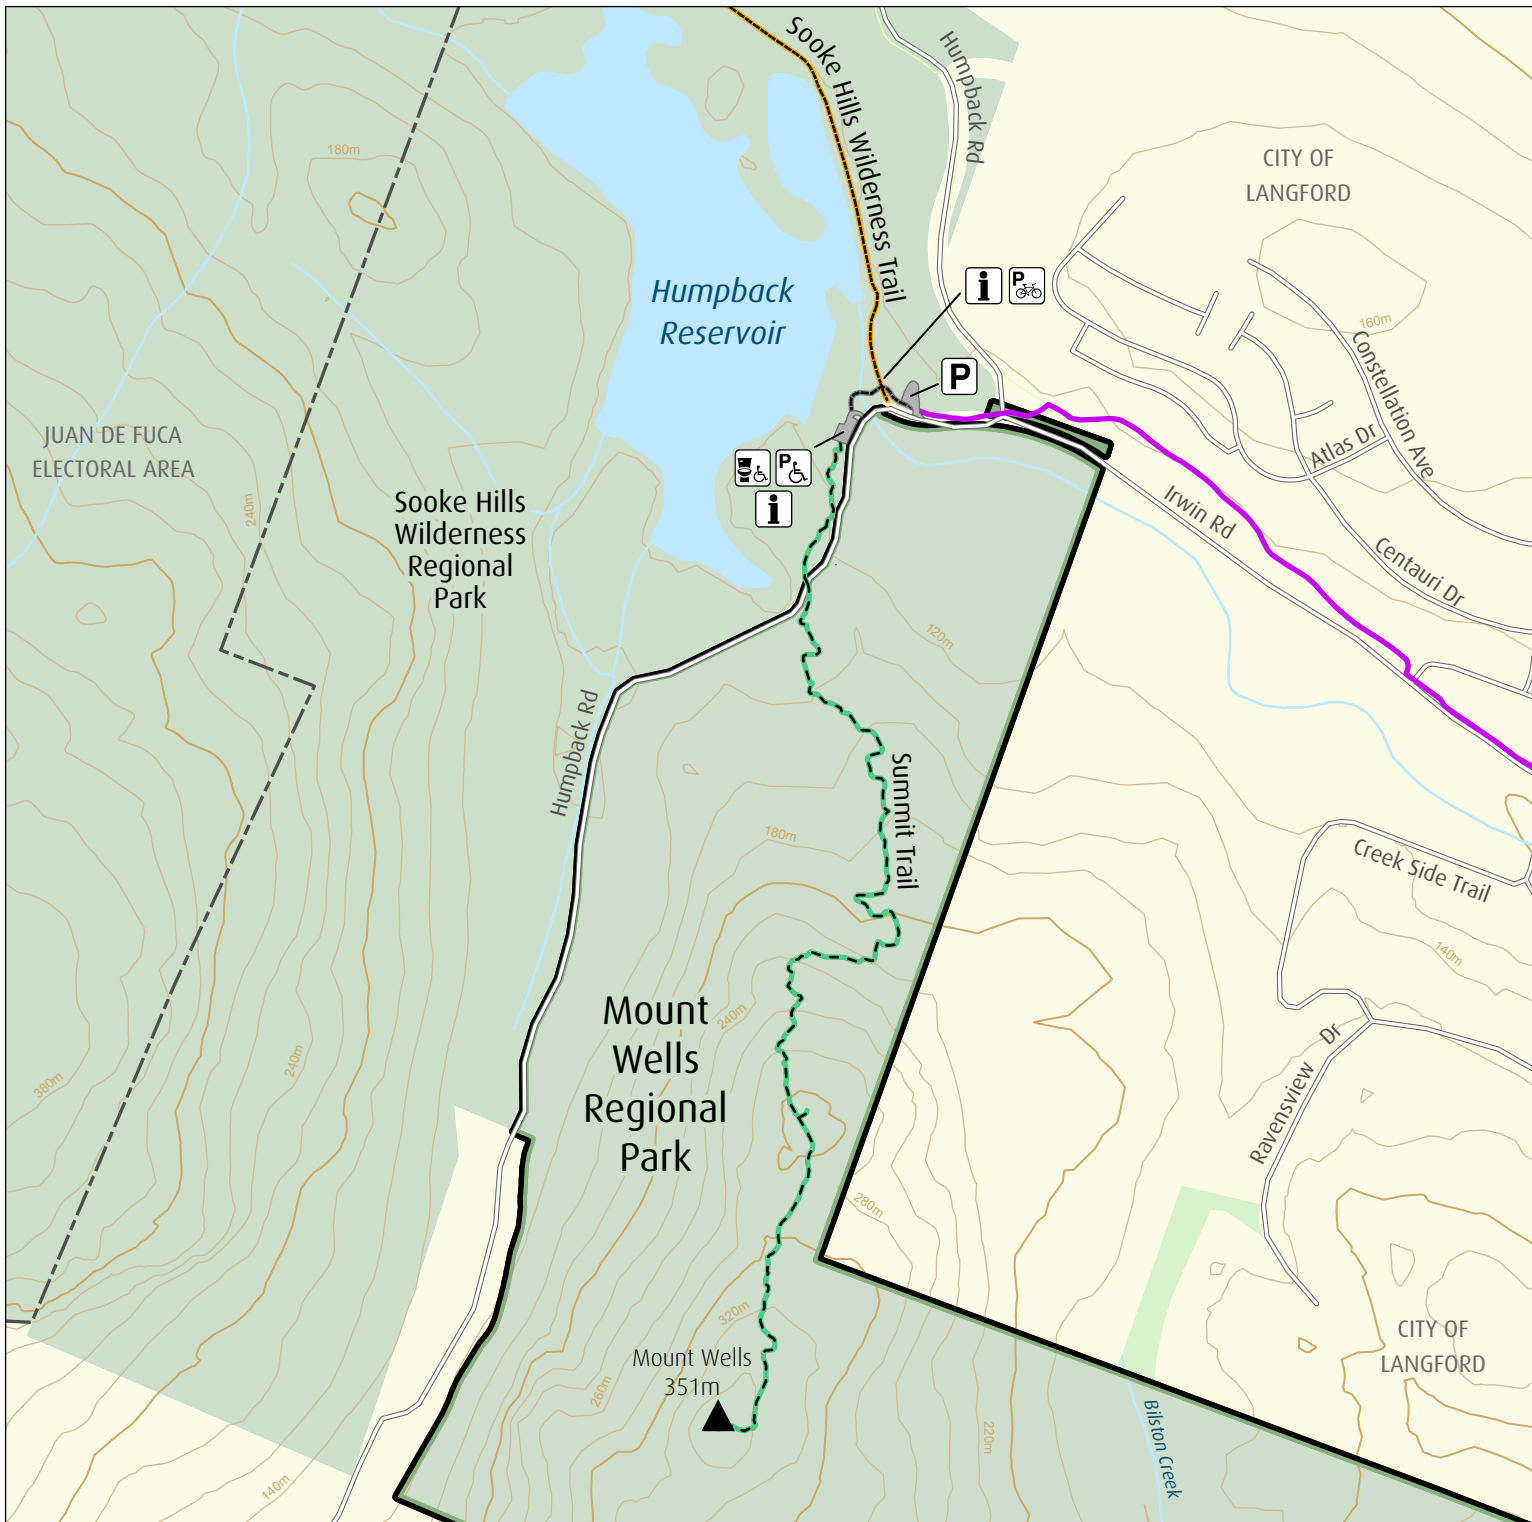 Sooke Hills Wilderness Trail
Humpback Rd
CITY OF
LANGFORD
180m
Humpback
Reservoir
i
P
160m
Constellation Ave
P
JUAN DE FUCA
ELECTORAL AREA
Atlas Dr
P
i
240m
Sooke Hills
Wilderness
Regional
Park
Irwin Rd
Centauri Dr
120m
Humpback Rd
Summit Trail
180m
Creek Side Trail
140m
Mount
Wells
Regional
Park
240m
240m
380m
Ravensview Dr
280m
320m
Mount Wells
351m
260m
CITY OF
LANGFORD
220m
Bilston Creek
140m